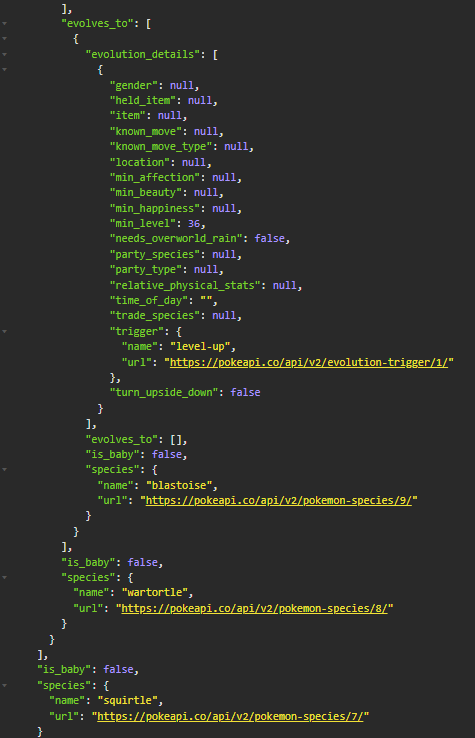 ],
"evolves_to": [
{
"evolution_details": [
{
"gender": null,
"held_item": null,
"item": null,
"known_move": null,
"known_move_type": null,
"location": null,
"min_affection": null,
"min_beauty": null,
"min_happiness": null,
"min_level": 36,
"needs_overworld_rain": false,
"party_species": null,
"party_type": null,
"relative_physical_stats": null,
"time_of_day": "",
"trade_species": null,
"trigger": {
"name": "level-up",
"url": "https://pokeapi.co/api/v2/evolution-trigger/1/"
},
"turn_upside_down": false
}
],
"evolves_to": [],
"is_baby": false,
"species": {
"name": "blastoise",
"url": "https://pokeapi.co/api/v2/pokemon-species/9/"
}
}
],
"is_baby": false,
"species": {
"name": "wartortle",
"url": "https://pokeapi.co/api/v2/pokemon-species/8/"
}
}
],
"is_baby": false,
"species": {
"name": "squirtle",
"url": "https://pokeapi.co/api/v2/pokemon-species/7/"
}